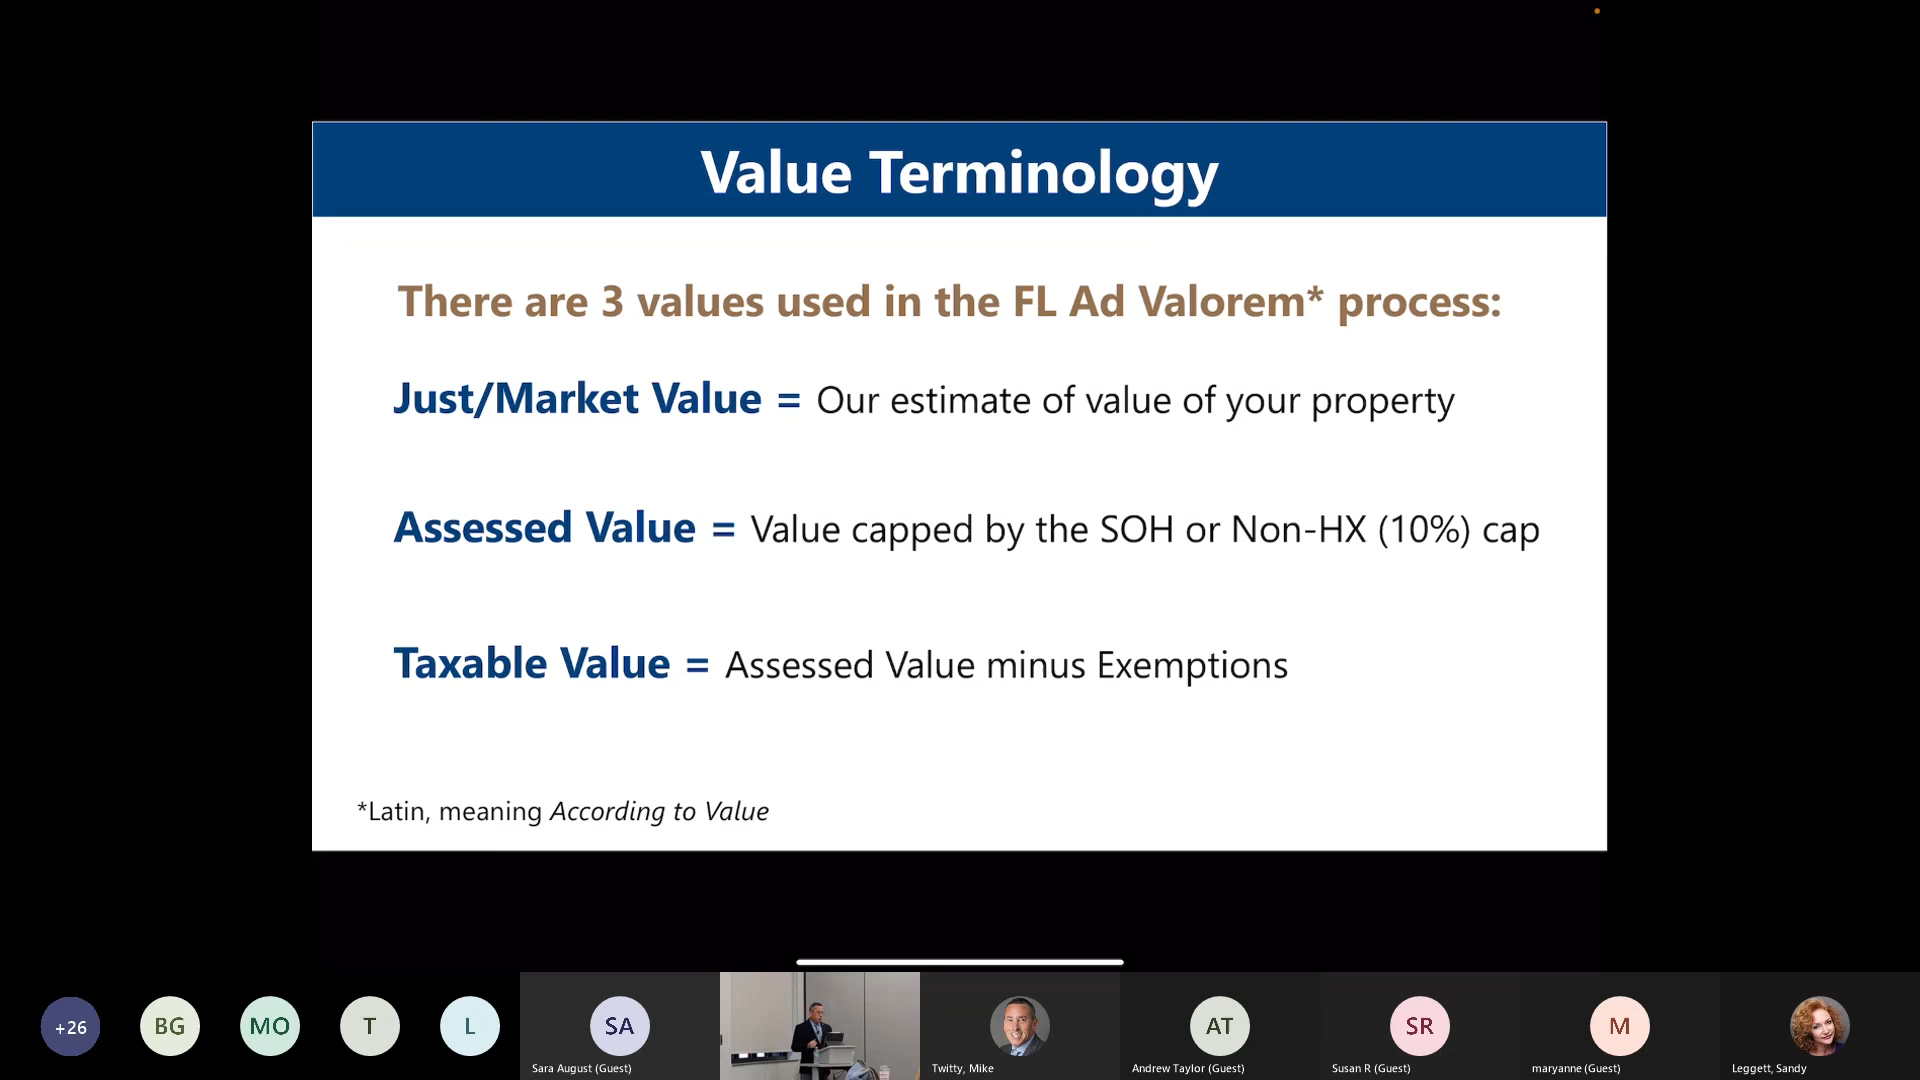 Value Terminology
There are 3 values used in the FL Ad Valorem* process:
Just/Market Value = Our estimate of value of your property
Assessed Value = Value capped by the SOH or Non-HX (10%) cap
Taxable Value = Assessed Value minus Exemptions
*Latin, meaning According to Value
+26
BG
MO
T
L
SA
AT
SR
M
Sara August (Guest)
Twitty, Mike
Andrew Taylor (Guest)
Susan R (Guest)
maryanne (Guest)
Leggett, Sandy